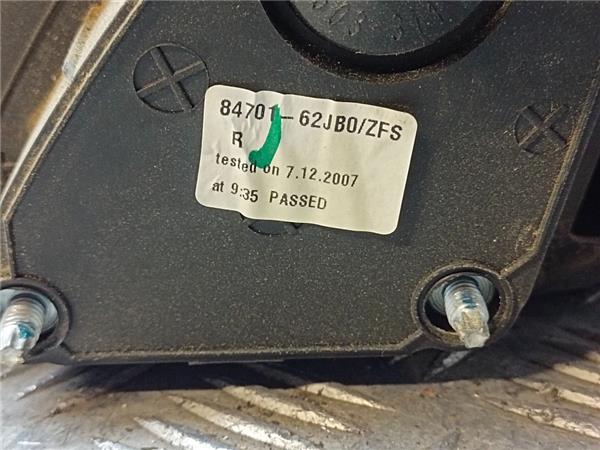 84701-62JB0/ZFS
R
tested on 7.12.2007
at 9:35 PASSED